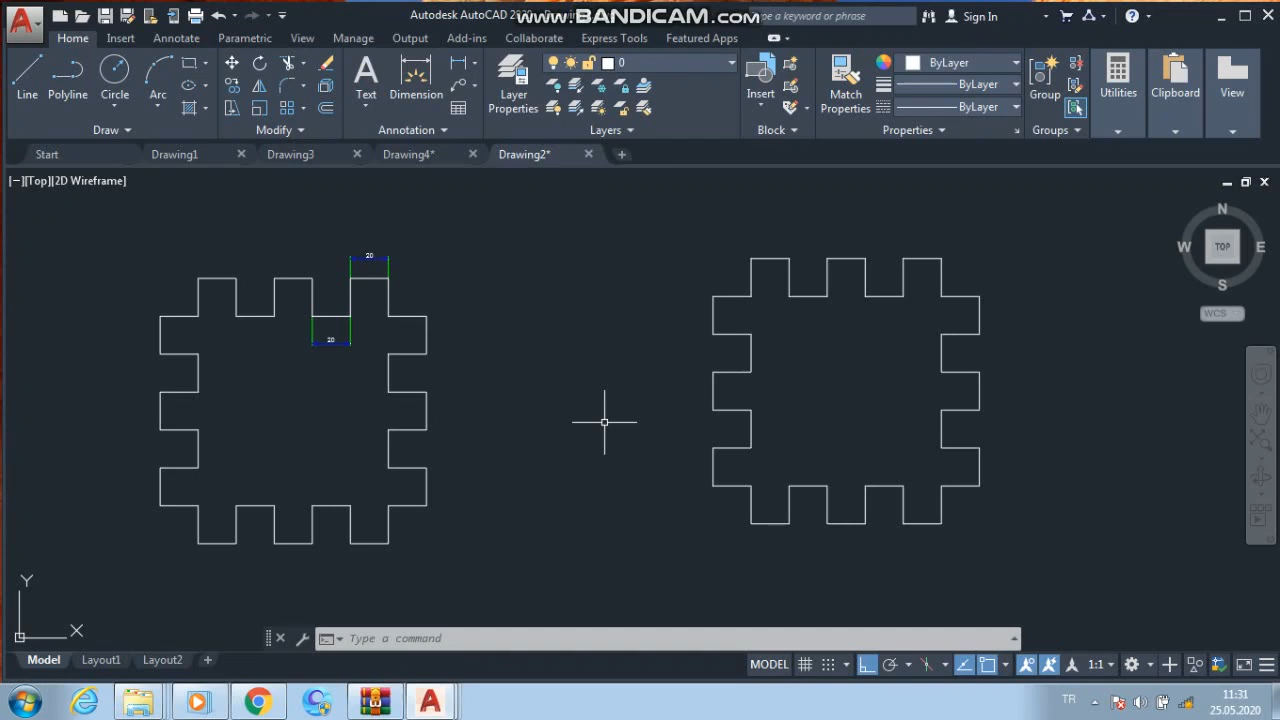 Autodesk AutoCAD 2
www.BANDICAM.com
e a keyword or phrase
Sign In
Home Insert Annotate Parametric View Manage Output Add-ins Collaborate Express Tools Featured Apps
0
ByLayer
ByLayer
ByLayer
Line Polyline Circle Arc Text Dimension Layer Properties Insert Match Properties Group Utilities Clipboard View
Draw Modify Annotation Layers Block Properties Groups
Start Drawing1 Drawing3 Drawing4* Drawing2*
[−][Top][2D Wireframe]
N
W TOP E
S
WCS
20
20
Y
X
Type a command
Model Layout1 Layout2 +
MODEL 1:1
TR 11:31
25.05.2020